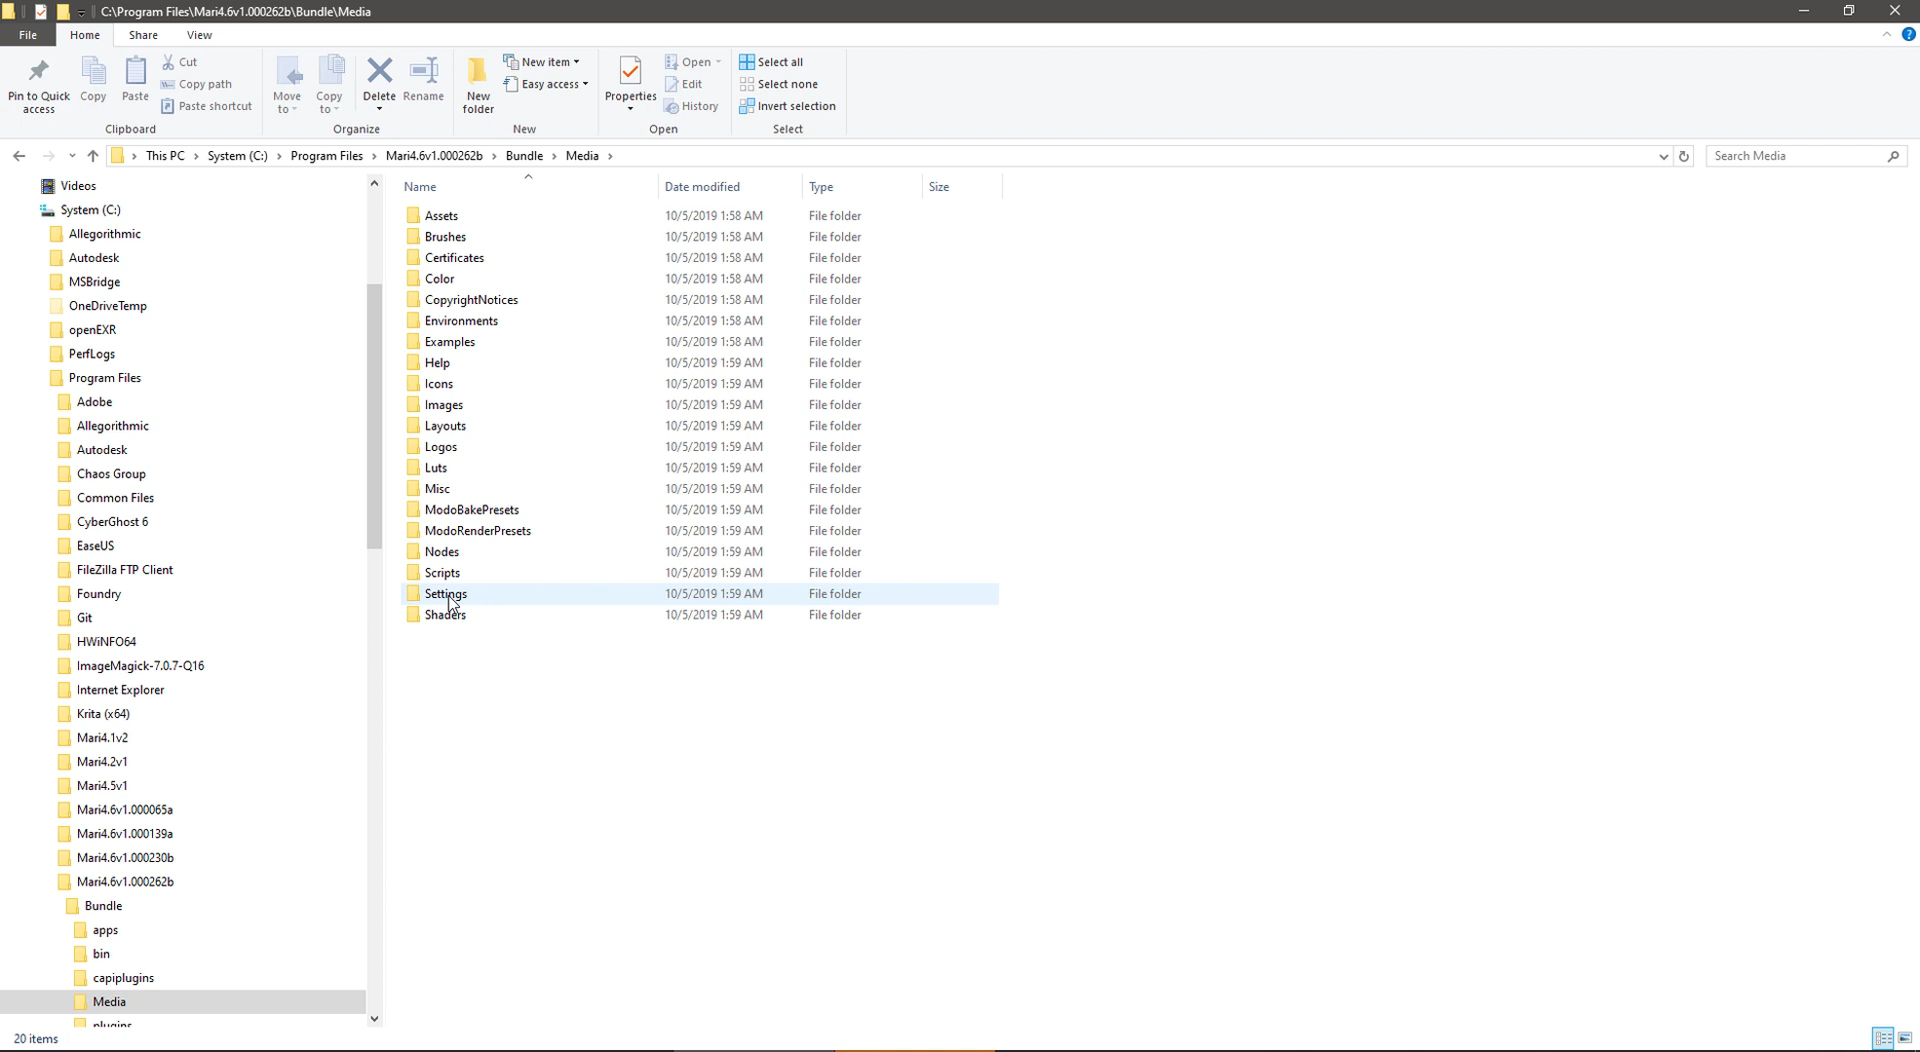 C:\Program Files\Mari4.6v1.000262b\Bundle\Media
File Home Share View
Pin to Quick access
Copy
Paste
Cut
Copy path
Paste shortcut
Clipboard
Move to
Copy to
Delete
Rename
Organize
New folder
New item
Easy access
New
Properties
Open
Edit
History
Open
Select all
Select none
Invert selection
Select
This PC > System (C:) > Program Files > Mari4.6v1.000262b > Bundle > Media >
Search Media
Videos
System (C:)
Allegorithmic
Autodesk
MSBridge
OneDriveTemp
openEXR
PerfLogs
Program Files
Adobe
Allegorithmic
Autodesk
Chaos Group
Common Files
CyberGhost 6
EaseUS
FileZilla FTP Client
Foundry
Git
HWiNFO64
ImageMagick-7.0.7-Q16
Internet Explorer
Krita (x64)
Mari4.1v2
Mari4.2v1
Mari4.5v1
Mari4.6v1.000065a
Mari4.6v1.000139a
Mari4.6v1.000230b
Mari4.6v1.000262b
Bundle
apps
bin
capiplugins
Media
plugins
Name Date modified Type Size
Assets 10/5/2019 1:58 AM File folder
Brushes 10/5/2019 1:58 AM File folder
Certificates 10/5/2019 1:58 AM File folder
Color 10/5/2019 1:58 AM File folder
CopyrightNotices 10/5/2019 1:58 AM File folder
Environments 10/5/2019 1:58 AM File folder
Examples 10/5/2019 1:58 AM File folder
Help 10/5/2019 1:59 AM File folder
Icons 10/5/2019 1:59 AM File folder
Images 10/5/2019 1:59 AM File folder
Layouts 10/5/2019 1:59 AM File folder
Logos 10/5/2019 1:59 AM File folder
Luts 10/5/2019 1:59 AM File folder
Misc 10/5/2019 1:59 AM File folder
ModoBakePresets 10/5/2019 1:59 AM File folder
ModoRenderPresets 10/5/2019 1:59 AM File folder
Nodes 10/5/2019 1:59 AM File folder
Scripts 10/5/2019 1:59 AM File folder
Settings 10/5/2019 1:59 AM File folder
Shaders 10/5/2019 1:59 AM File folder
20 items